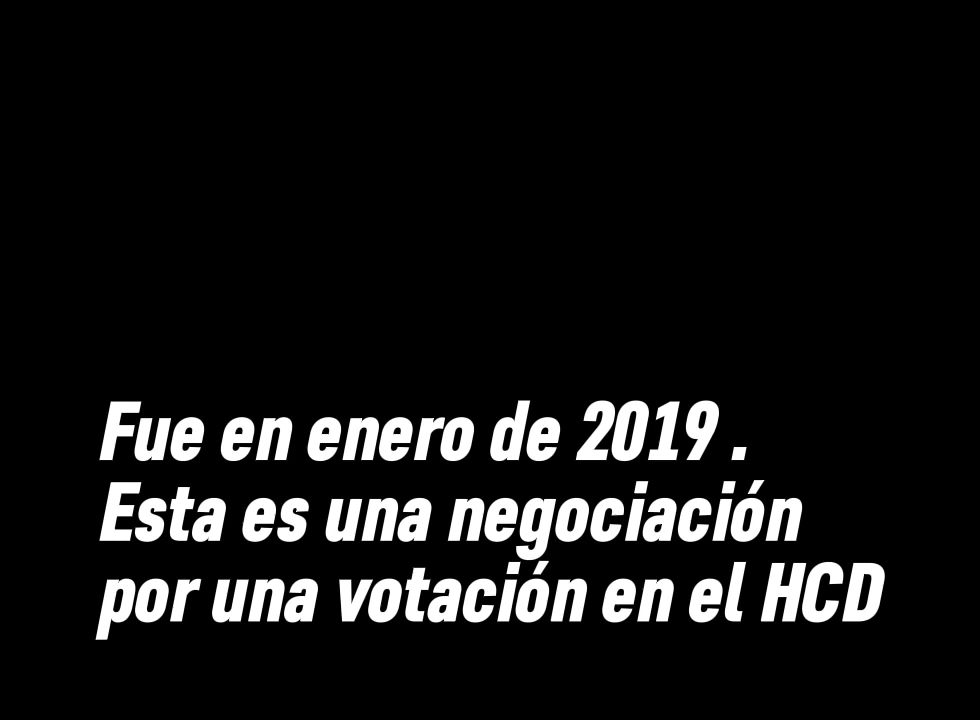 Fue en enero de 2019 .
Esta es una negociación
por una votación en el HCD